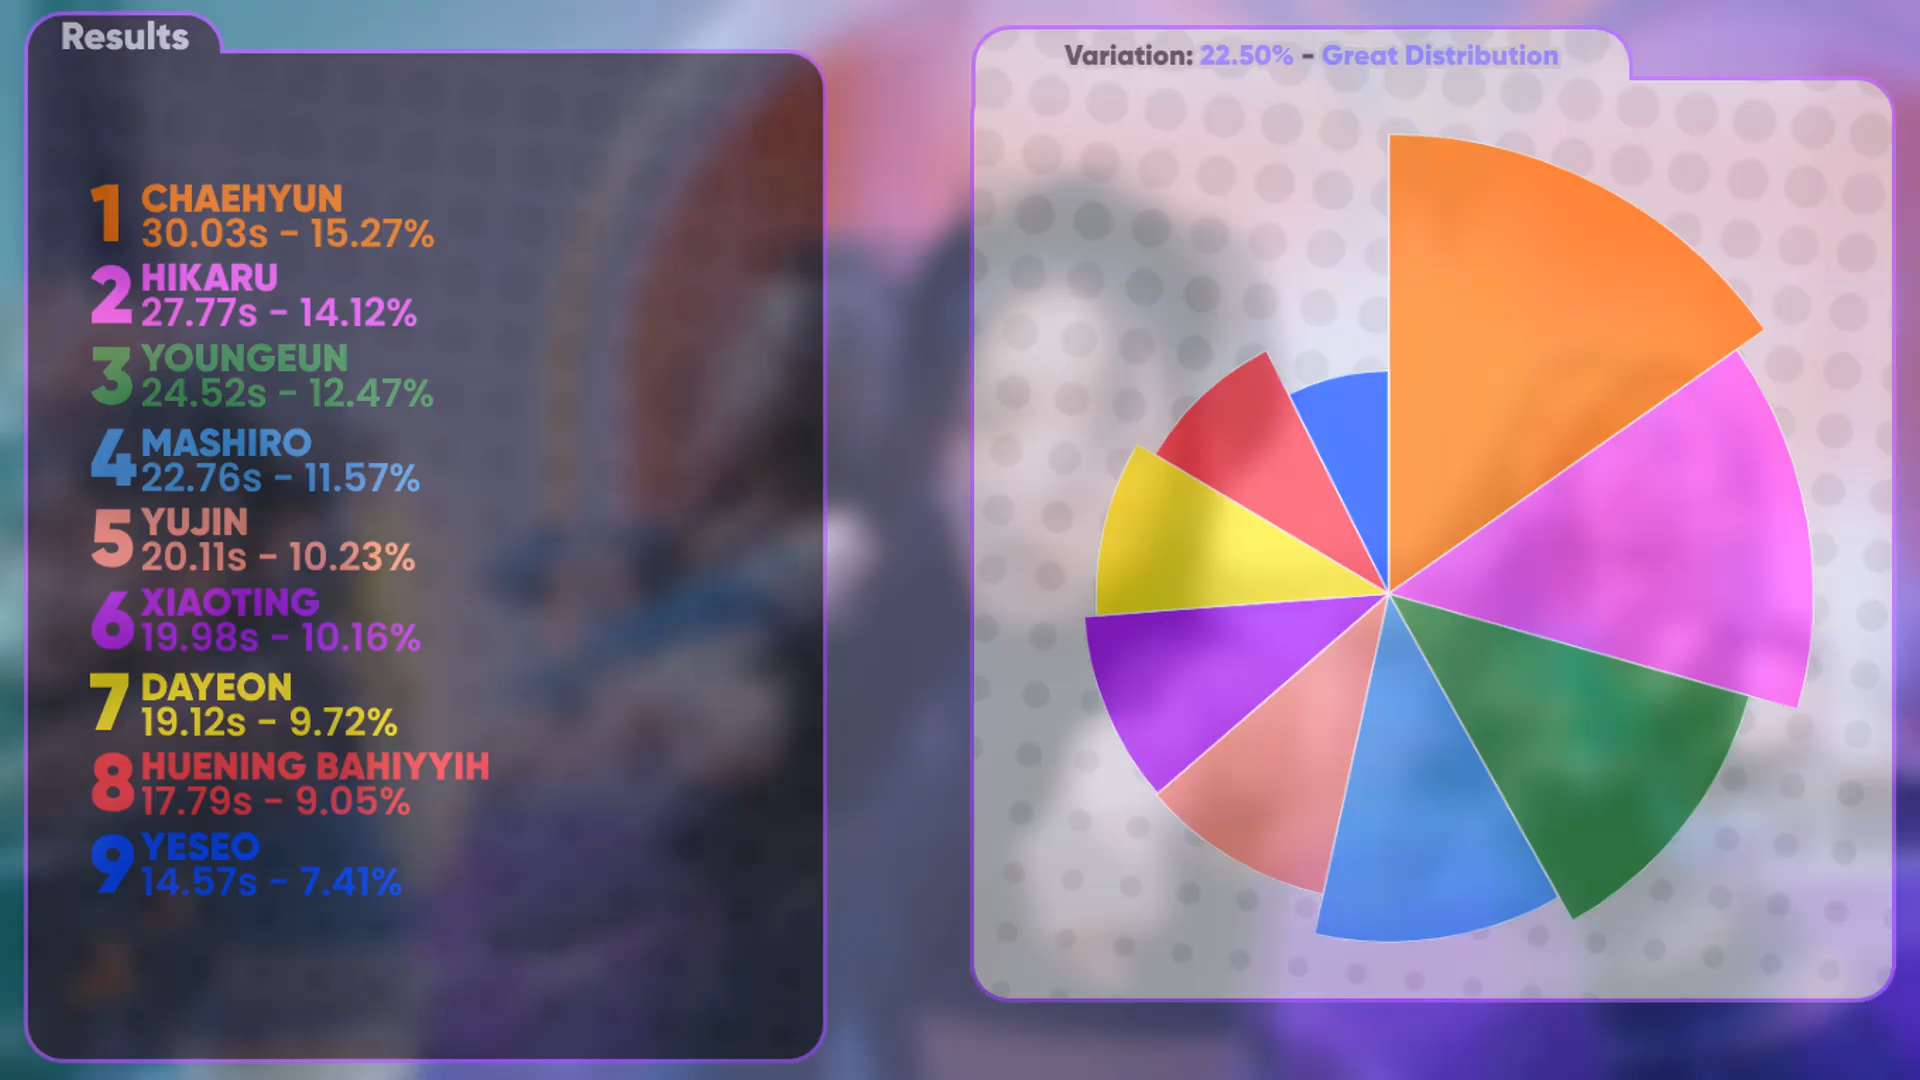 Results
1 CHAEHYUN
30.03s - 15.27%
2 HIKARU
27.77s - 14.12%
3 YOUNGEUN
24.52s - 12.47%
4 MASHIRO
22.76s - 11.57%
5 YUJIN
20.11s - 10.23%
6 XIAOTING
19.98s - 10.16%
7 DAYEON
19.12s - 9.72%
8 HUENING BAHIYYIH
17.79s - 9.05%
9 YESEO
14.57s - 7.41%
Variation: 22.50% - Great Distribution